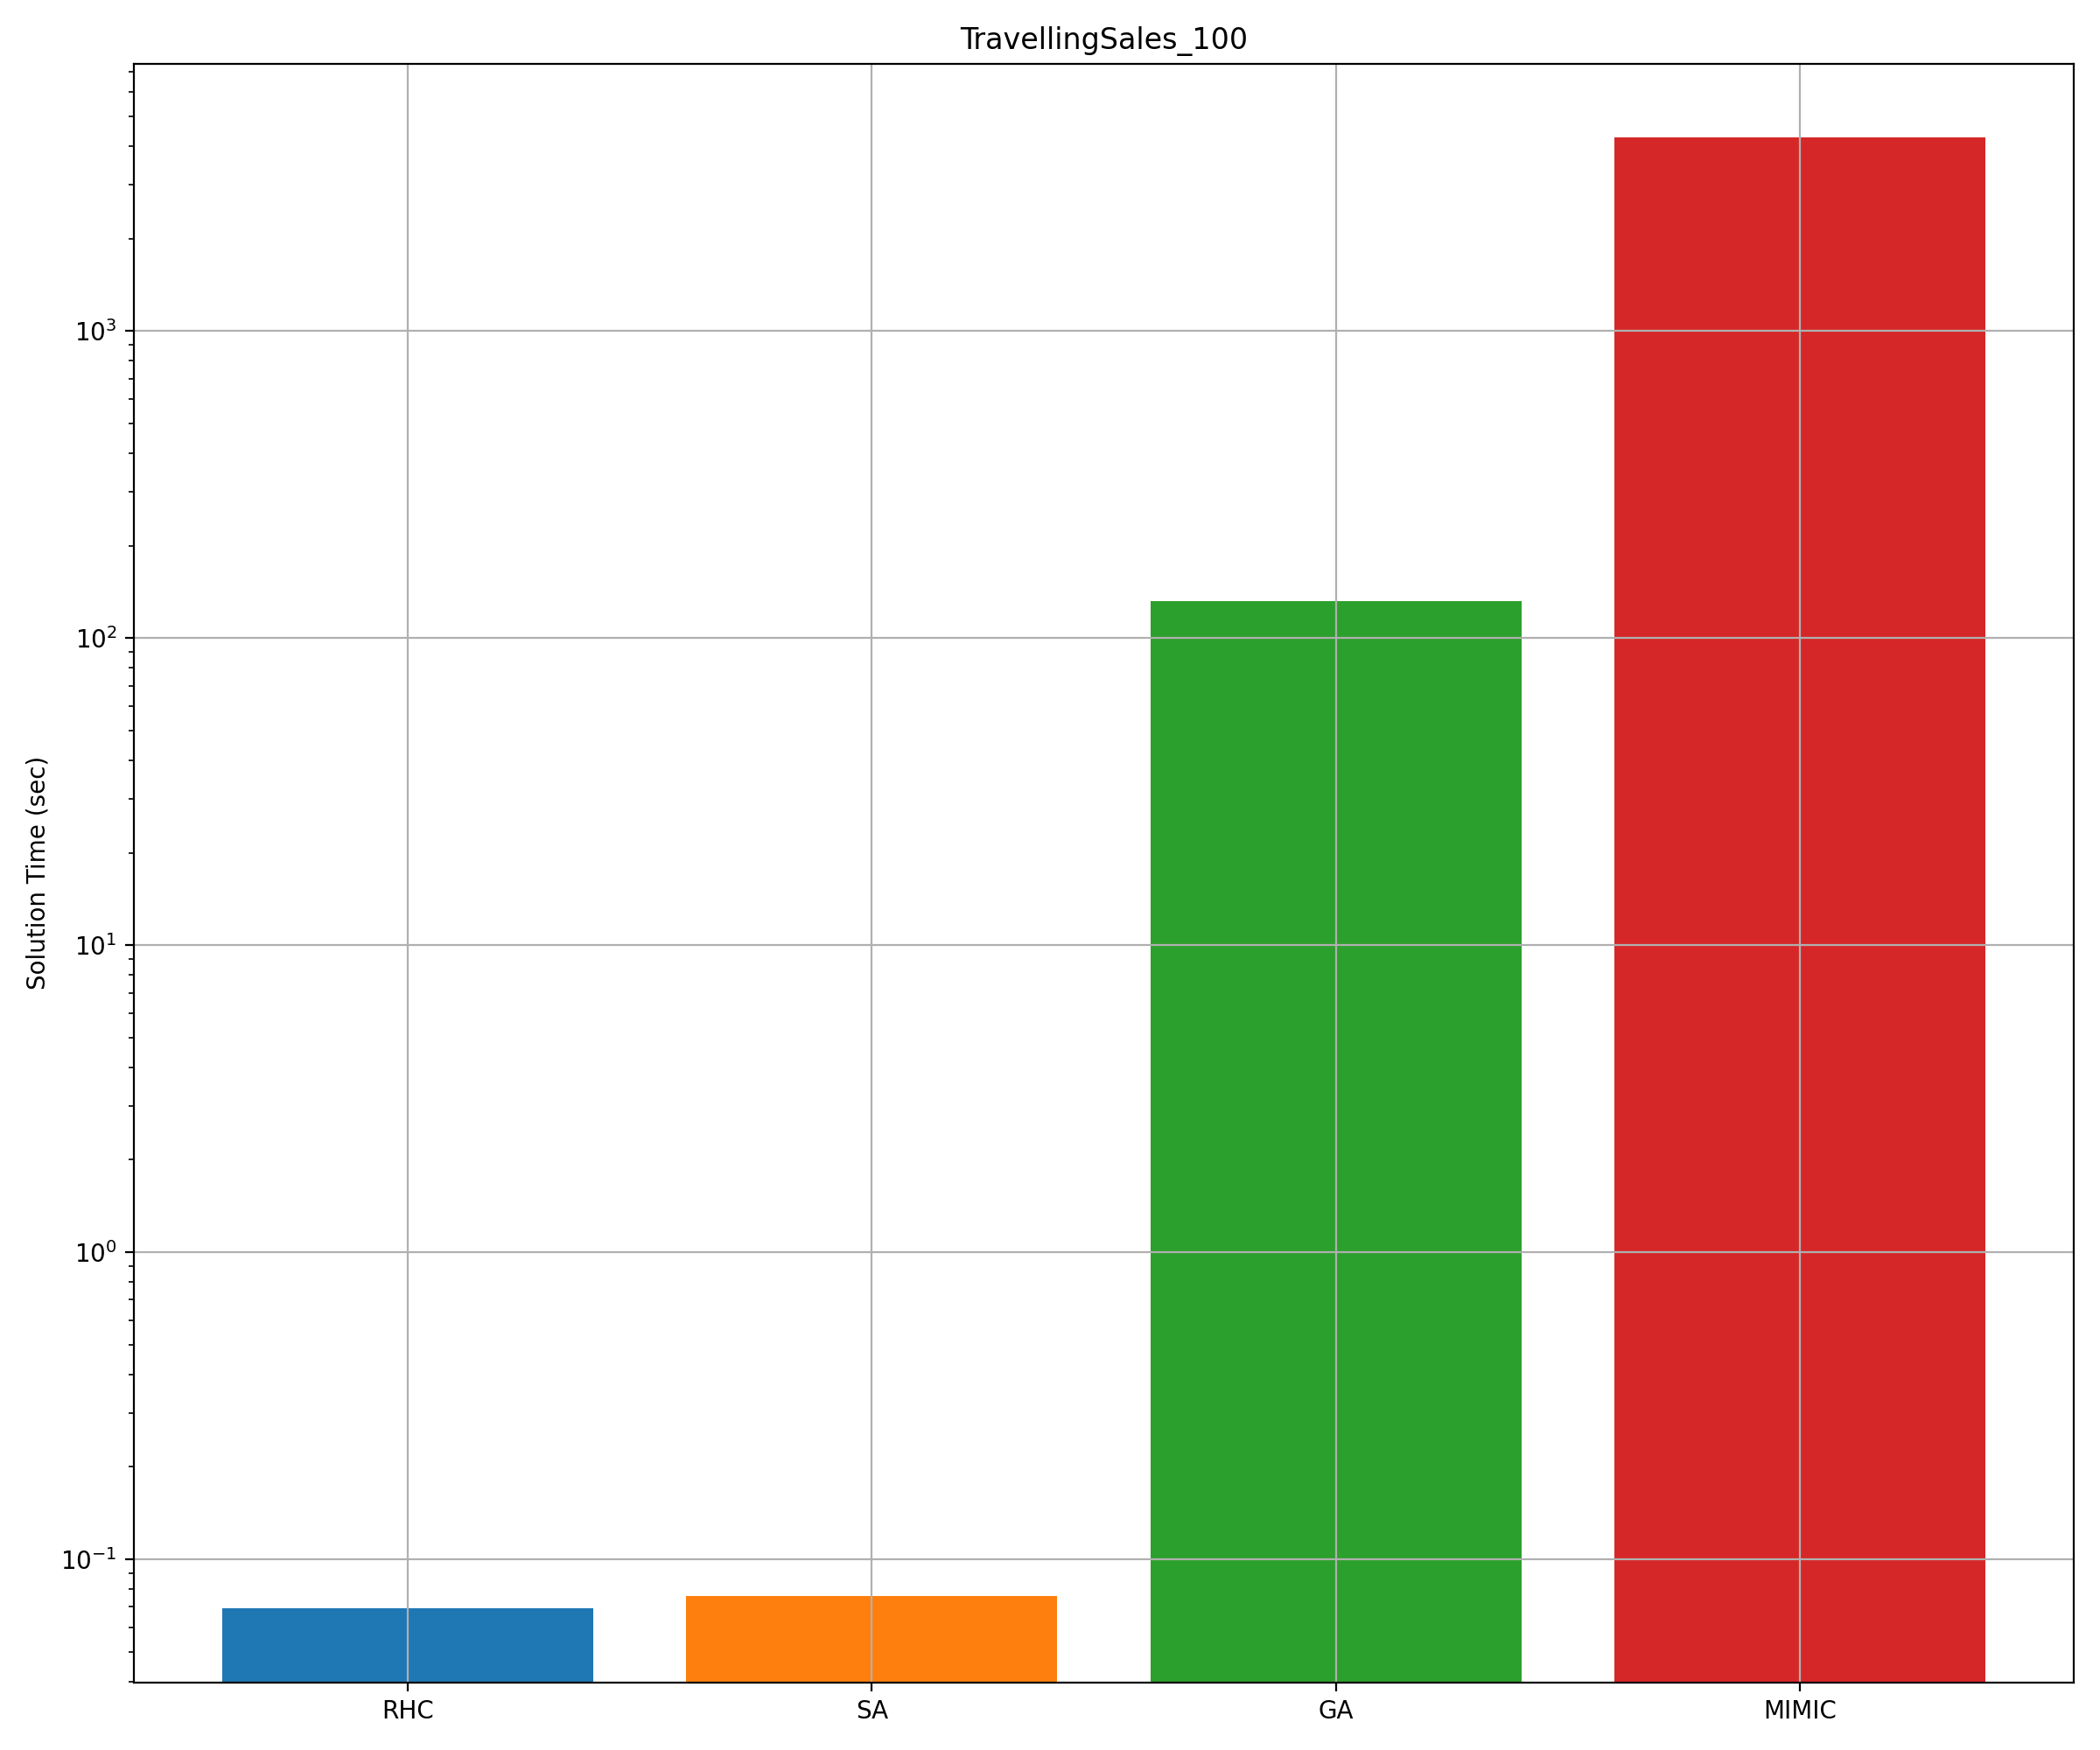 TravellingSales_100
Solution Time (sec)
10³
10²
10¹
10⁰
10⁻¹
RHC SA GA MIMIC